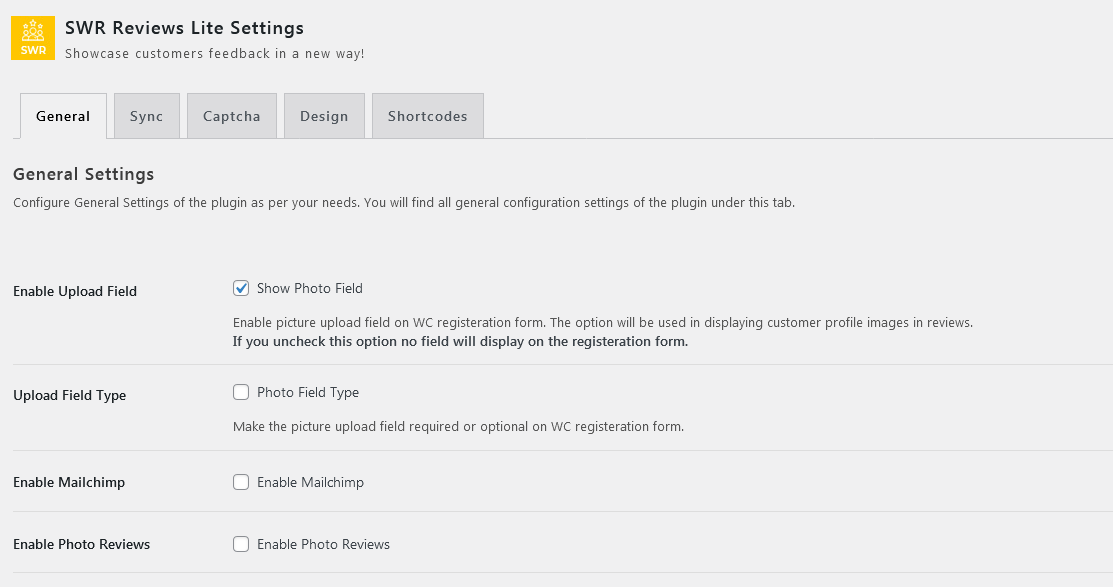 SWR
SWR Reviews Lite Settings
Showcase customers feedback in a new way!
General
Sync
Captcha
Design
Shortcodes
General Settings
Configure General Settings of the plugin as per your needs. You will find all general configuration settings of the plugin under this tab.
Enable Upload Field
Show Photo Field
Enable picture upload field on WC registeration form. The option will be used in displaying customer profile images in reviews.
If you uncheck this option no field will display on the registeration form.
Upload Field Type
Photo Field Type
Make the picture upload field required or optional on WC registeration form.
Enable Mailchimp
Enable Mailchimp
Enable Photo Reviews
Enable Photo Reviews